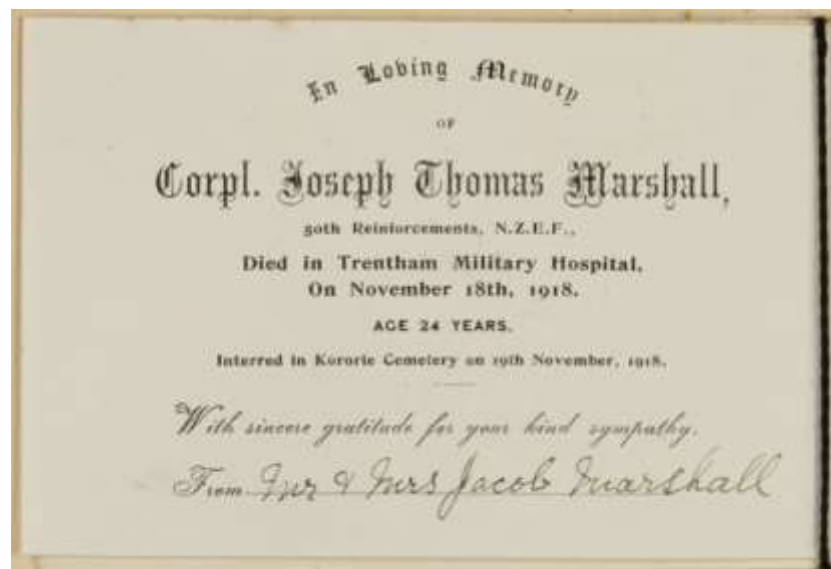 In Loving Memory
OF
Corpl. Joseph Thomas Marshall,
50th Reinforcements, N.Z.E.F.,
Died in Trentham Military Hospital,
On November 18th, 1918.
AGE 24 YEARS.
Interred in Kororie Cemetery on 19th November, 1918.
With sincere gratitude for your kind sympathy.
From Mr & Mrs Jacob Marshall